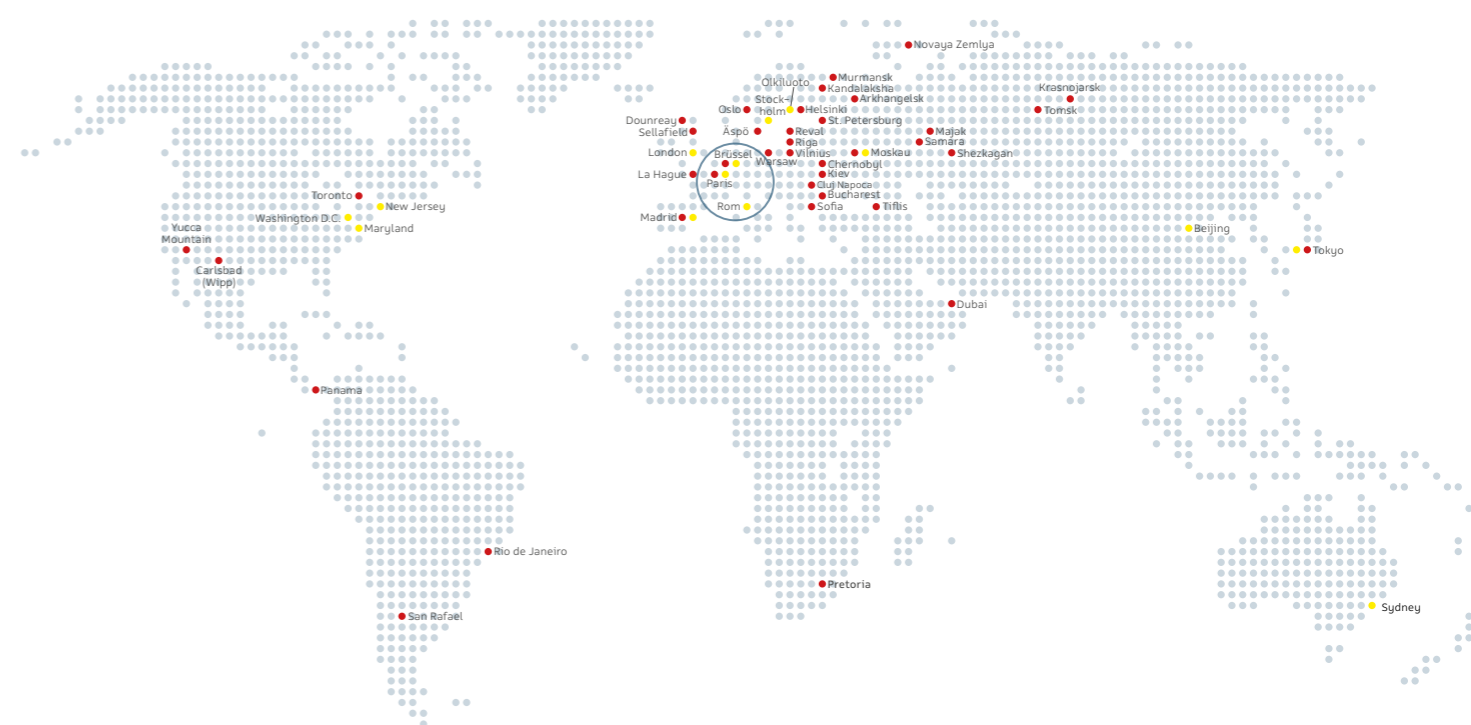 Novaya Zemlya
Murmansk
Olkiluoto
Kandalaksha
Krasnojarsk
Stock-
holm
Arkhangelsk
Oslo
Helsinki
Tomsk
Dounreay
St. Petersburg
Sellafield
Äspö
Reval
Majak
Riga
Samara
London
Brüssel
Warsaw
Vilnius
Moskau
Shezkagan
Chernobyl
La Hague
Kiev
Paris
Cluj Napoca
Toronto
Bucharest
New Jersey
Rom
Sofia
Tiflis
Washington D.C.
Madrid
Maryland
Beijing
Yucca
Mountain
Tokyo
Carlsbad
(Wipp)
Dubai
Panama
Rio de Janeiro
Pretoria
San Rafael
Sydney